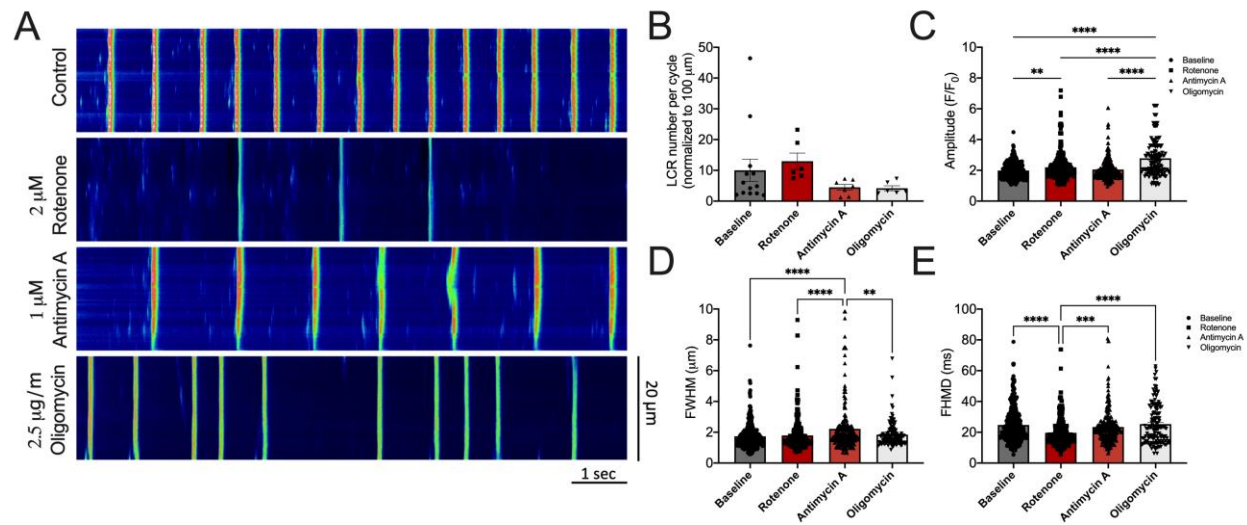 A
Control
2 μM
Rotenone
1 μM
Antimycin A
2.5 μg/m
Oligomycin
20 μm
1 sec
B
LCR number per cycle
(normalized to 100 μm)
50
40
30
20
10
0
Baseline
Rotenone
Antimycin A
Oligomycin
C
Amplitude (F/F0)
10
8
6
4
2
0
****
****
** ****
Baseline
Rotenone
Antimycin A
Oligomycin
Baseline
Rotenone
Antimycin A
Oligomycin
D
FWHM (μm)
10
8
6
4
2
0
****
**** **
Baseline
Rotenone
Antimycin A
Oligomycin
E
FHMD (ms)
100
80
60
40
20
0
****
**** ***
Baseline
Rotenone
Antimycin A
Oligomycin
Baseline
Rotenone
Antimycin A
Oligomycin